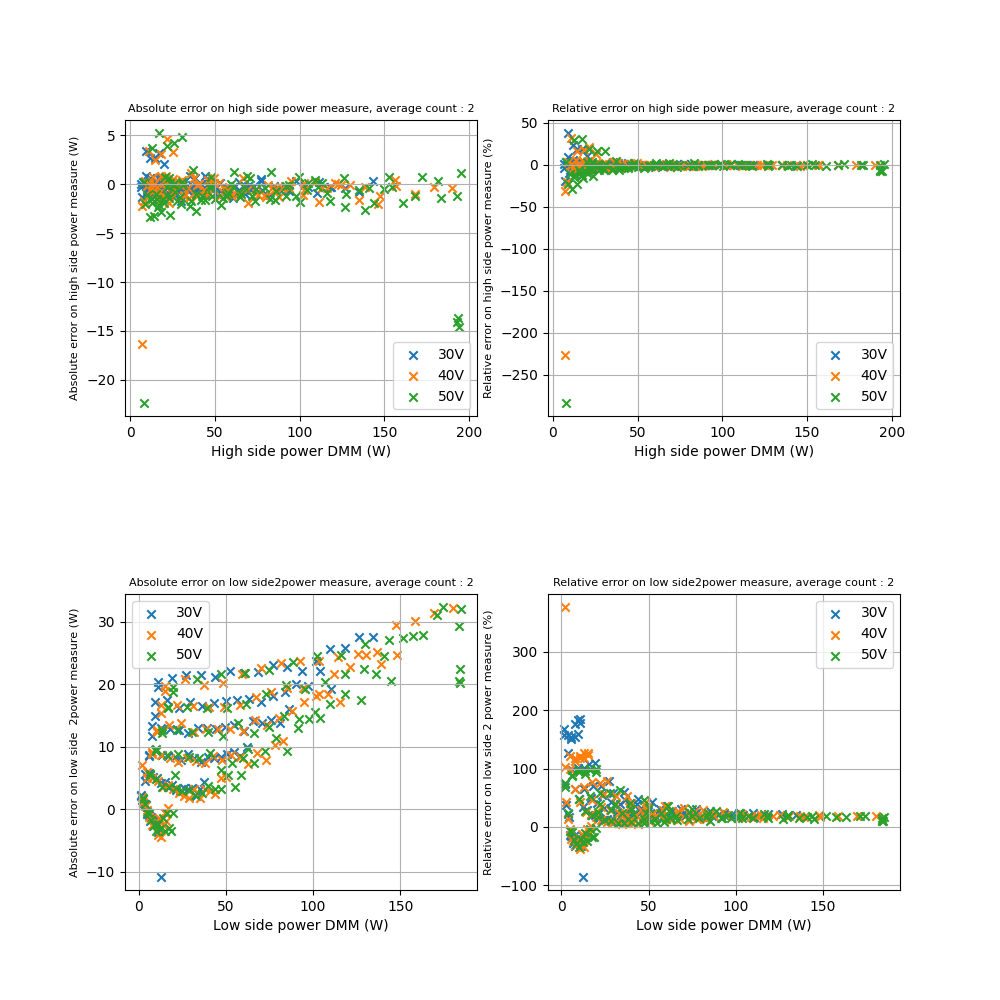 Absolute error on high side power measure, average count : 2
Absolute error on high side power measure (W)
5
0
−5
−10
−15
−20
0
50
100
150
200
High side power DMM (W)
30V
40V
50V
Relative error on high side power measure, average count : 2
Relative error on high side power measure (%)
50
0
−50
−100
−150
−200
−250
0
50
100
150
200
High side power DMM (W)
30V
40V
50V
Absolute error on low side2power measure, average count : 2
Absolute error on low side  2power measure (W)
30
20
10
0
−10
0
50
100
150
Low side power DMM (W)
30V
40V
50V
Relative error on low side2power measure, average count : 2
Relative error on low side 2 power measure (%)
300
200
100
0
−100
0
50
100
150
Low side power DMM (W)
30V
40V
50V